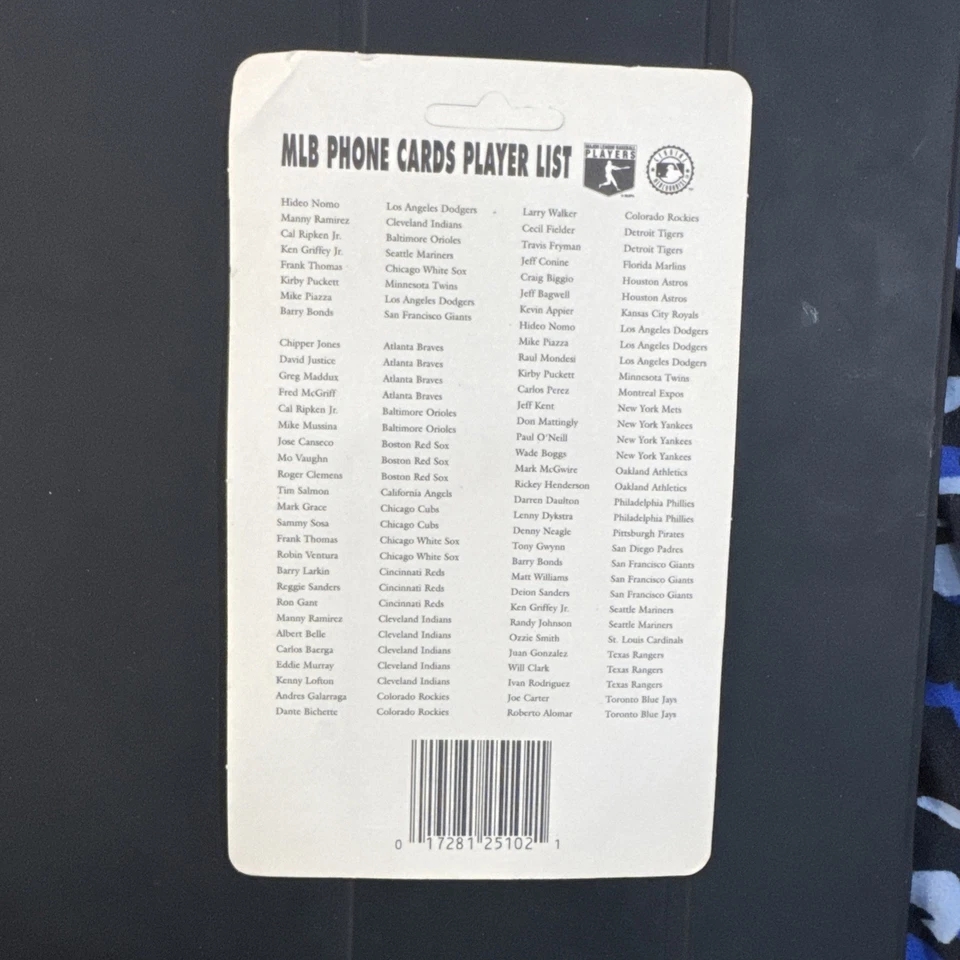 MLB PHONE CARDS PLAYER LIST
MAJOR LEAGUE BASEBALL
PLAYERS
GENUINE
MERCHANDISE
Hideo Nomo Los Angeles Dodgers
Manny Ramirez Cleveland Indians
Cal Ripken Jr. Baltimore Orioles
Ken Griffey Jr. Seattle Mariners
Frank Thomas Chicago White Sox
Kirby Puckett Minnesota Twins
Mike Piazza Los Angeles Dodgers
Barry Bonds San Francisco Giants
Chipper Jones Atlanta Braves
David Justice Atlanta Braves
Greg Maddux Atlanta Braves
Fred McGriff Atlanta Braves
Cal Ripken Jr. Baltimore Orioles
Mike Mussina Baltimore Orioles
Jose Canseco Boston Red Sox
Mo Vaughn Boston Red Sox
Roger Clemens Boston Red Sox
Tim Salmon California Angels
Mark Grace Chicago Cubs
Sammy Sosa Chicago Cubs
Frank Thomas Chicago White Sox
Robin Ventura Chicago White Sox
Barry Larkin Cincinnati Reds
Reggie Sanders Cincinnati Reds
Ron Gant Cincinnati Reds
Manny Ramirez Cleveland Indians
Albert Belle Cleveland Indians
Carlos Baerga Cleveland Indians
Eddie Murray Cleveland Indians
Kenny Lofton Cleveland Indians
Andres Galarraga Colorado Rockies
Dante Bichette Colorado Rockies
Larry Walker Colorado Rockies
Cecil Fielder Detroit Tigers
Travis Fryman Detroit Tigers
Jeff Conine Florida Marlins
Craig Biggio Houston Astros
Jeff Bagwell Houston Astros
Kevin Appier Kansas City Royals
Hideo Nomo Los Angeles Dodgers
Mike Piazza Los Angeles Dodgers
Raul Mondesi Los Angeles Dodgers
Kirby Puckett Minnesota Twins
Carlos Perez Montreal Expos
Jeff Kent New York Mets
Don Mattingly New York Yankees
Paul O'Neill New York Yankees
Wade Boggs New York Yankees
Mark McGwire Oakland Athletics
Rickey Henderson Oakland Athletics
Darren Daulton Philadelphia Phillies
Lenny Dykstra Philadelphia Phillies
Denny Neagle Pittsburgh Pirates
Tony Gwynn San Diego Padres
Barry Bonds San Francisco Giants
Matt Williams San Francisco Giants
Deion Sanders San Francisco Giants
Ken Griffey Jr. Seattle Mariners
Randy Johnson Seattle Mariners
Ozzie Smith St. Louis Cardinals
Juan Gonzalez Texas Rangers
Will Clark Texas Rangers
Ivan Rodriguez Texas Rangers
Joe Carter Toronto Blue Jays
Roberto Alomar Toronto Blue Jays
0 17281 25102 1